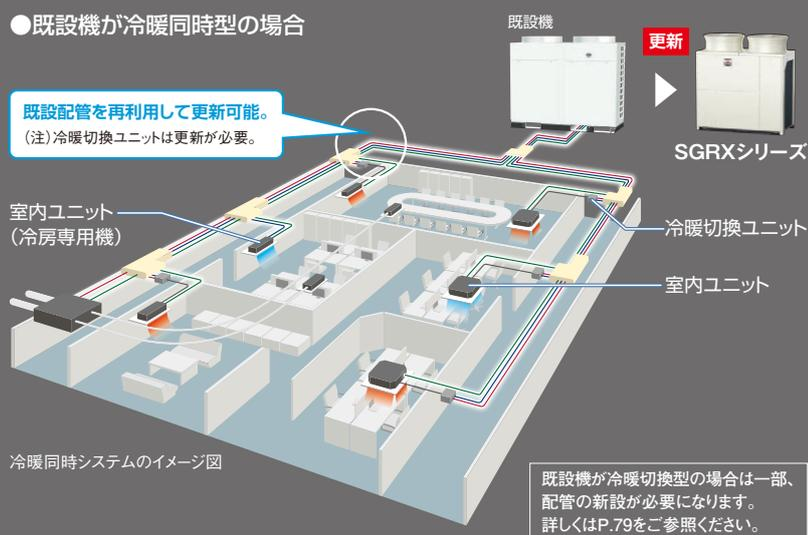 ●既設機が冷暖同時型の場合
既設機
更新
SGRXシリーズ
既設配管を再利用して更新可能。
(注)冷暖切換ユニットは更新が必要。
室内ユニット
(冷房専用機)
冷暖切換ユニット
室内ユニット
冷暖同時システムのイメージ図
既設機が冷暖切換型の場合は一部、
配管の新設が必要になります。
詳しくはP.79をご参照ください。